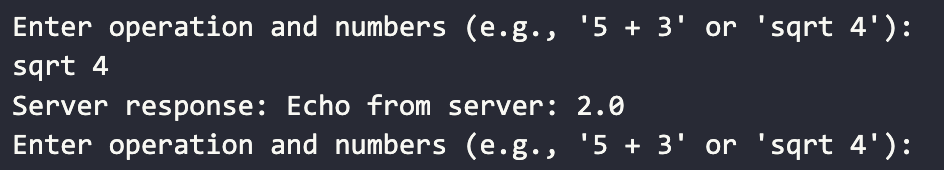 Enter operation and numbers (e.g., '5 + 3' or 'sqrt 4'):
sqrt 4
Server response: Echo from server: 2.0
Enter operation and numbers (e.g., '5 + 3' or 'sqrt 4'):